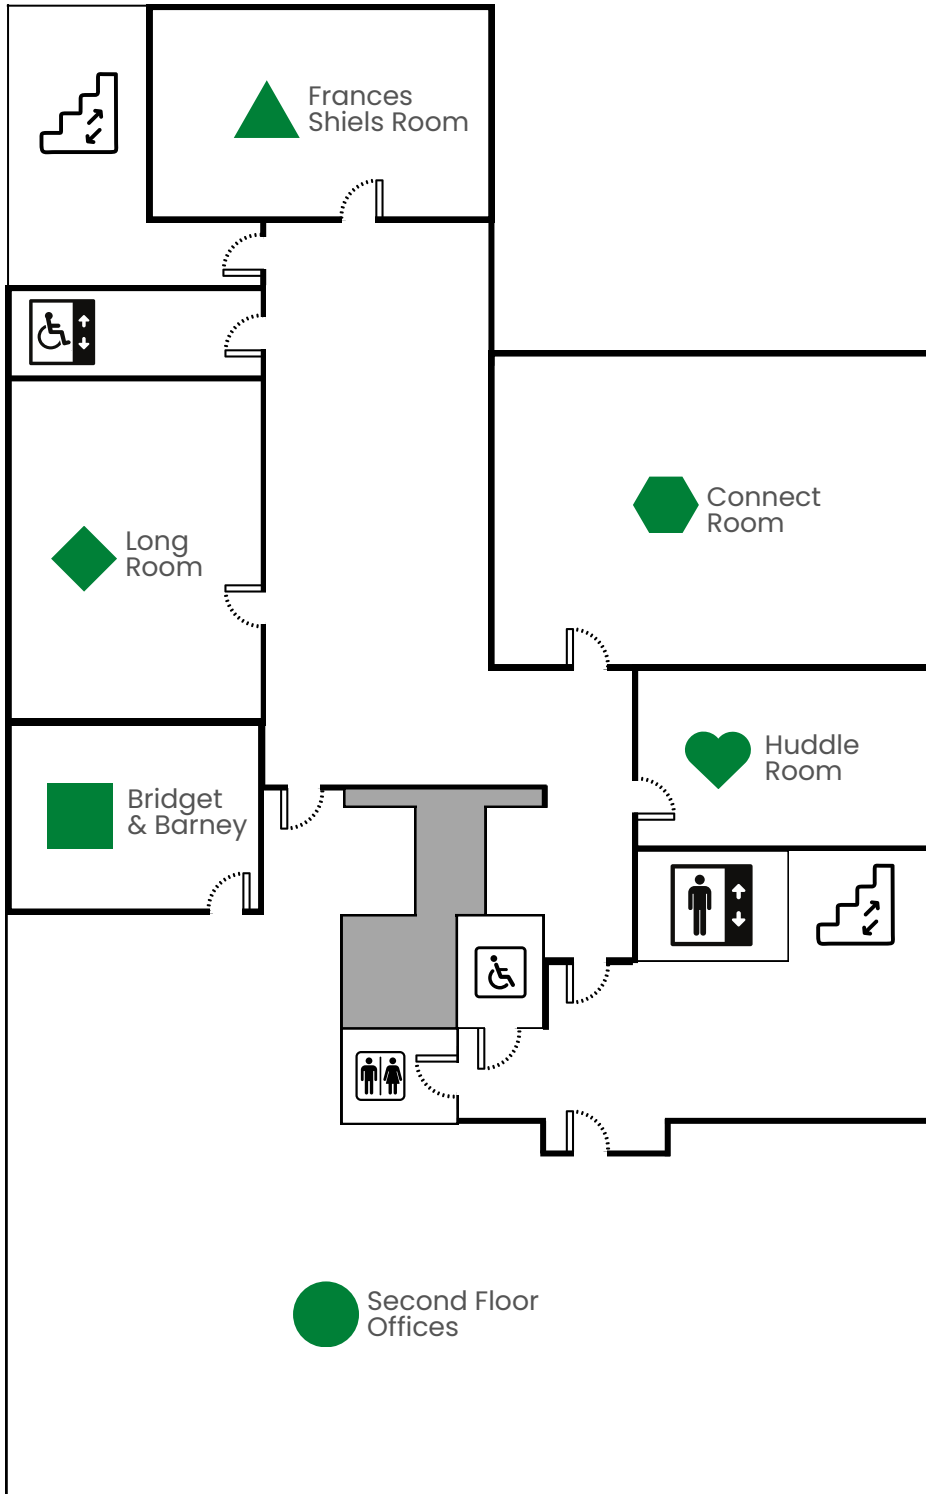 Frances
Shiels Room
Connect
Room
Long
Room
Huddle
Room
Bridget
& Barney
Second Floor
Offices